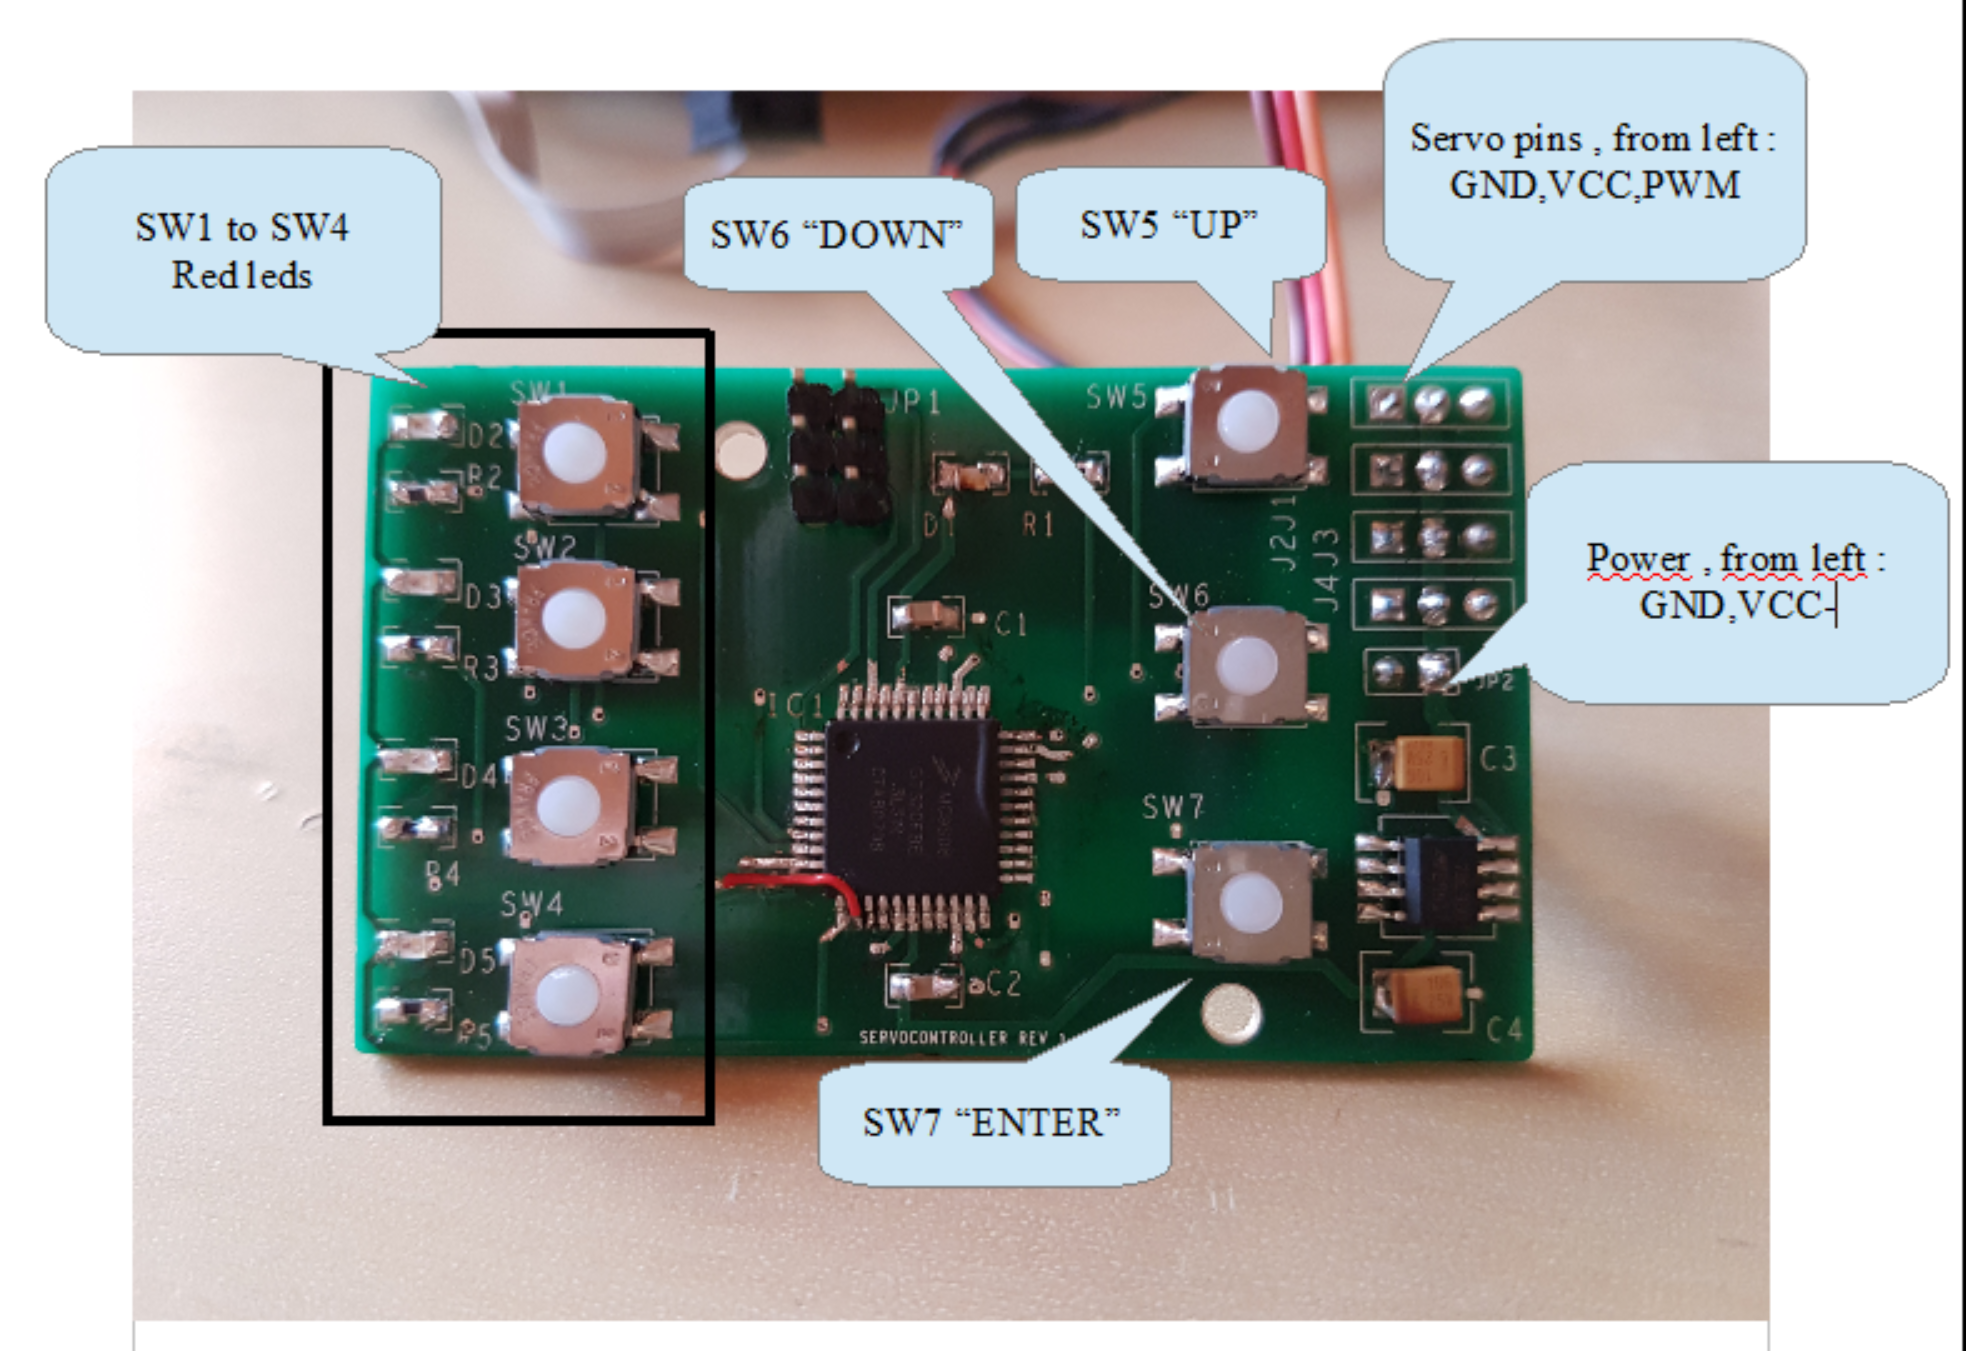 Servo pins , from left :
GND,VCC,PWM
SW1 to SW4
Red leds
SW6 “DOWN”
SW5 “UP”
Power , from left :
GND,VCC-
SW7 “ENTER”
SW1
D2
R2
JP1
SW5
D1
R1
J2J1
J4J3
SW2
D3
R3
C1
SW6
JP2
IC1
SW3
D4
R4
C3
SW7
SW4
D5
R5
C2
C4
SERVOCONTROLLER REV